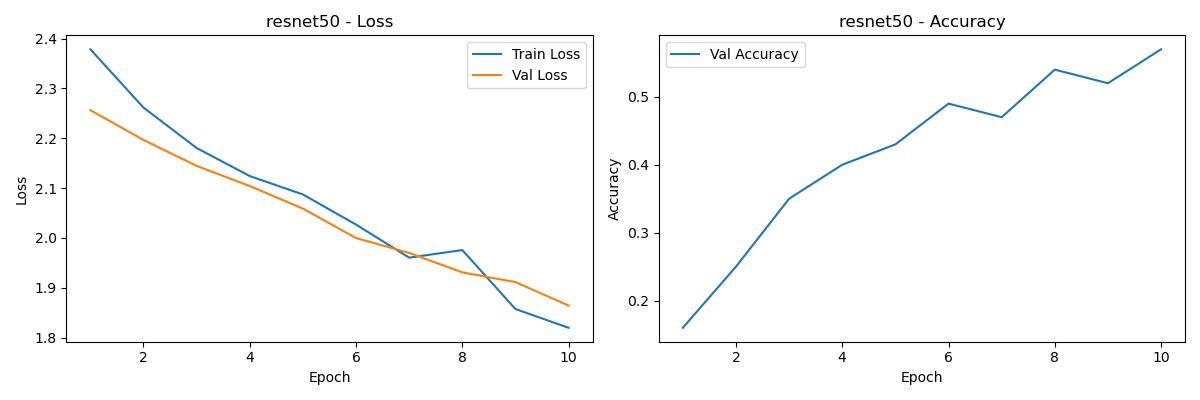 resnet50 - Loss
Train Loss
Val Loss
2.4
2.3
2.2
2.1
2.0
1.9
1.8
Loss
2 4 6 8 10
Epoch
resnet50 - Accuracy
Val Accuracy
0.5
0.4
0.3
0.2
Accuracy
2 4 6 8 10
Epoch